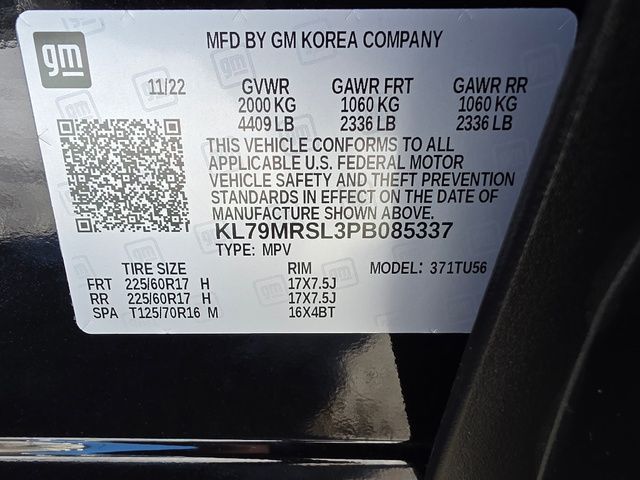 gm
MFD BY GM KOREA COMPANY
11/22 GVWR GAWR FRT GAWR RR
2000 KG 1060 KG 1060 KG
4409 LB 2336 LB 2336 LB
THIS VEHICLE CONFORMS TO ALL
APPLICABLE U.S. FEDERAL MOTOR
VEHICLE SAFETY AND THEFT PREVENTION
STANDARDS IN EFFECT ON THE DATE OF
MANUFACTURE SHOWN ABOVE.
KL79MRSL3PB085337
TYPE: MPV
TIRE SIZE RIM MODEL: 371TU56
FRT 225/60R17 H 17X7.5J
RR 225/60R17 H 17X7.5J
SPA T125/70R16 M 16X4BT